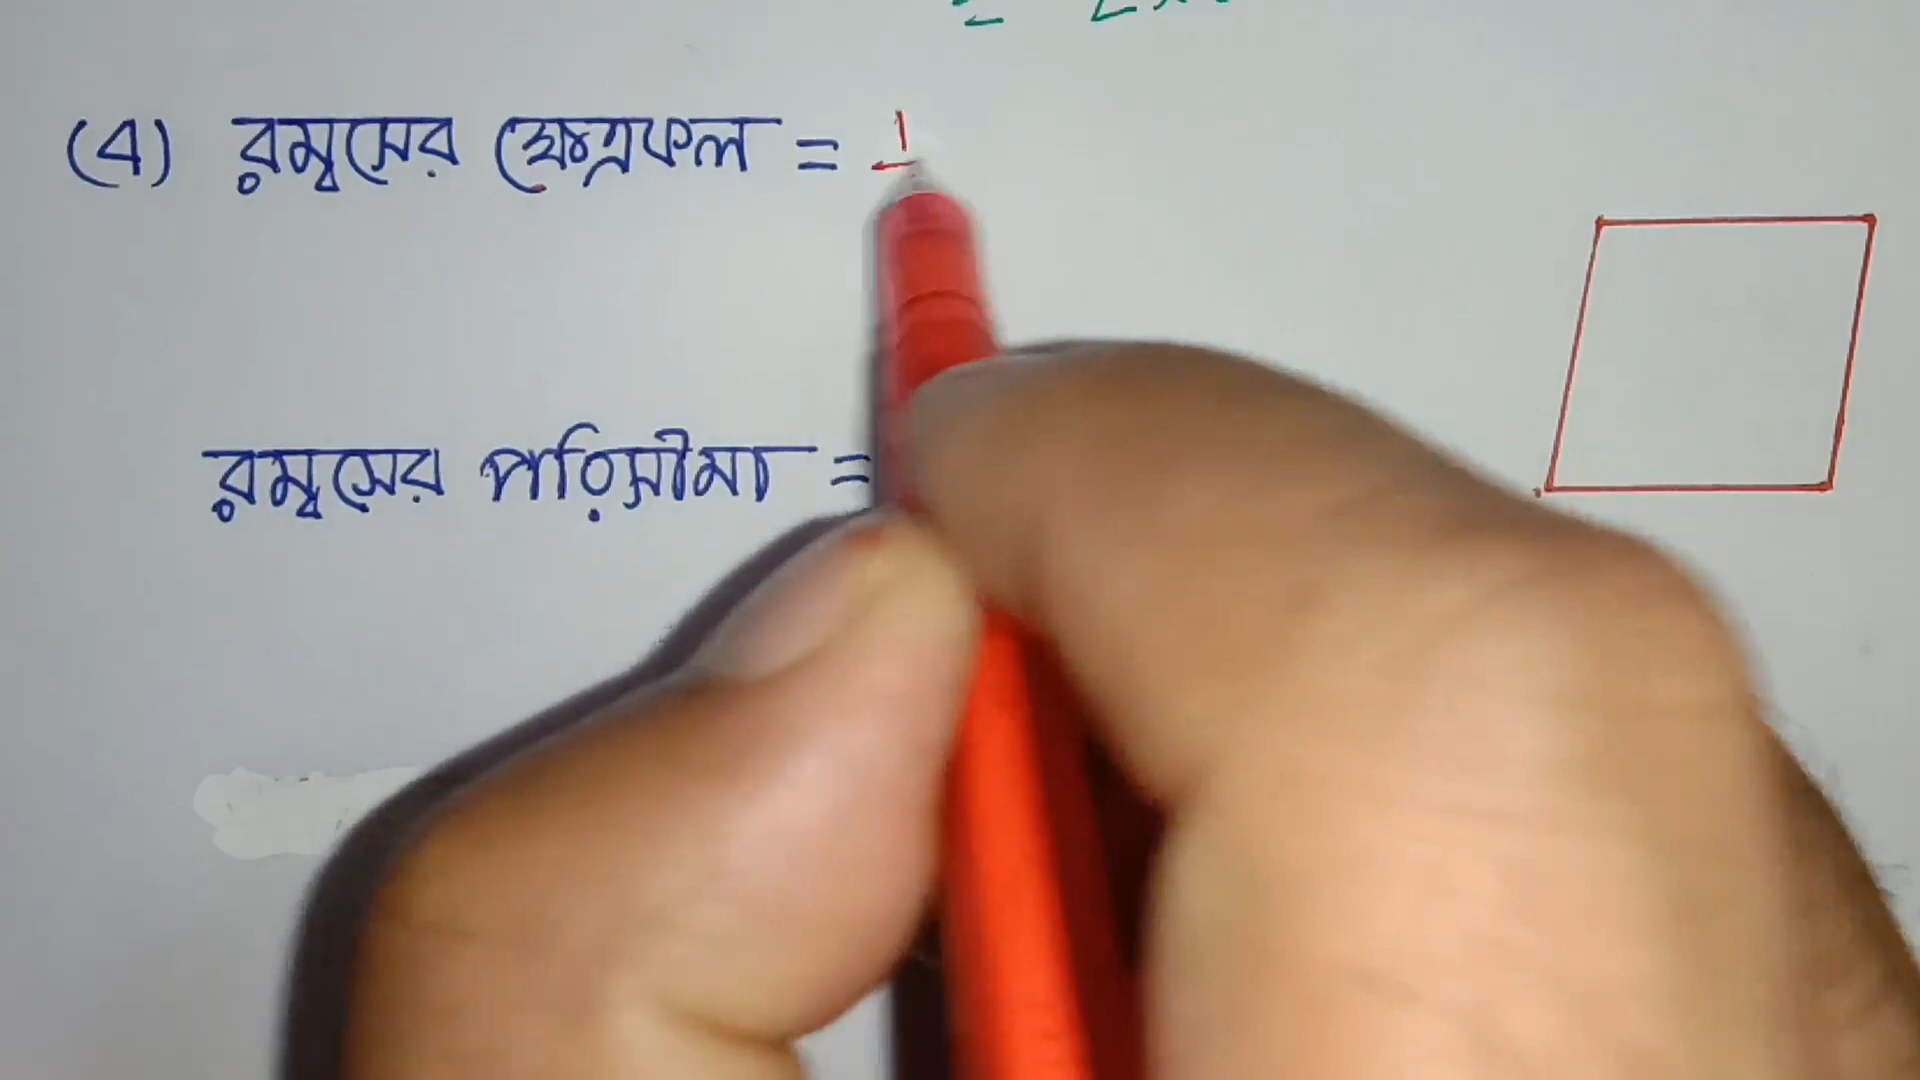 (4) রম্বসের ক্ষেত্রফল = 1
রম্বসের পরিসীমা =